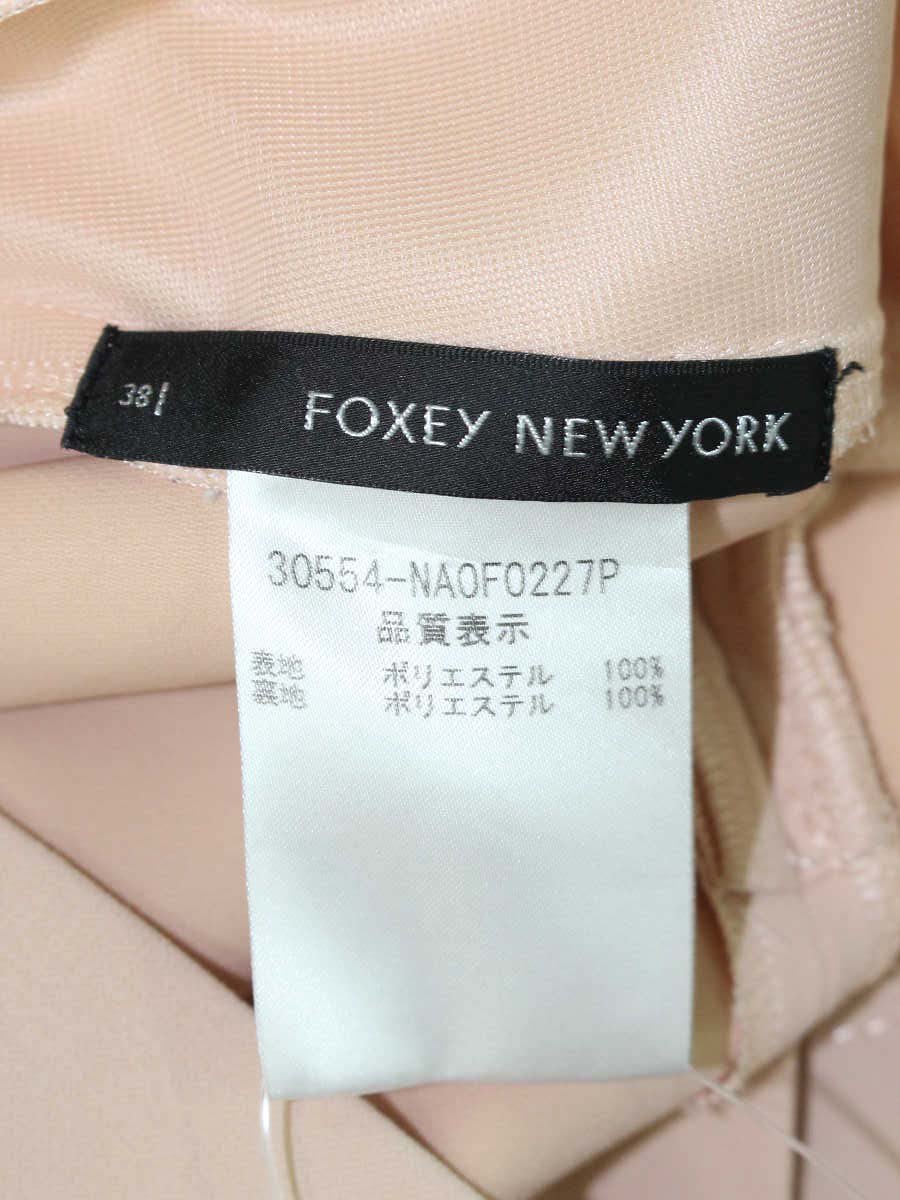 38
FOXEY NEW YORK
30554-NAOF0227P
品質表示
表地 ポリエステル 100%
裏地 ポリエステル 100%